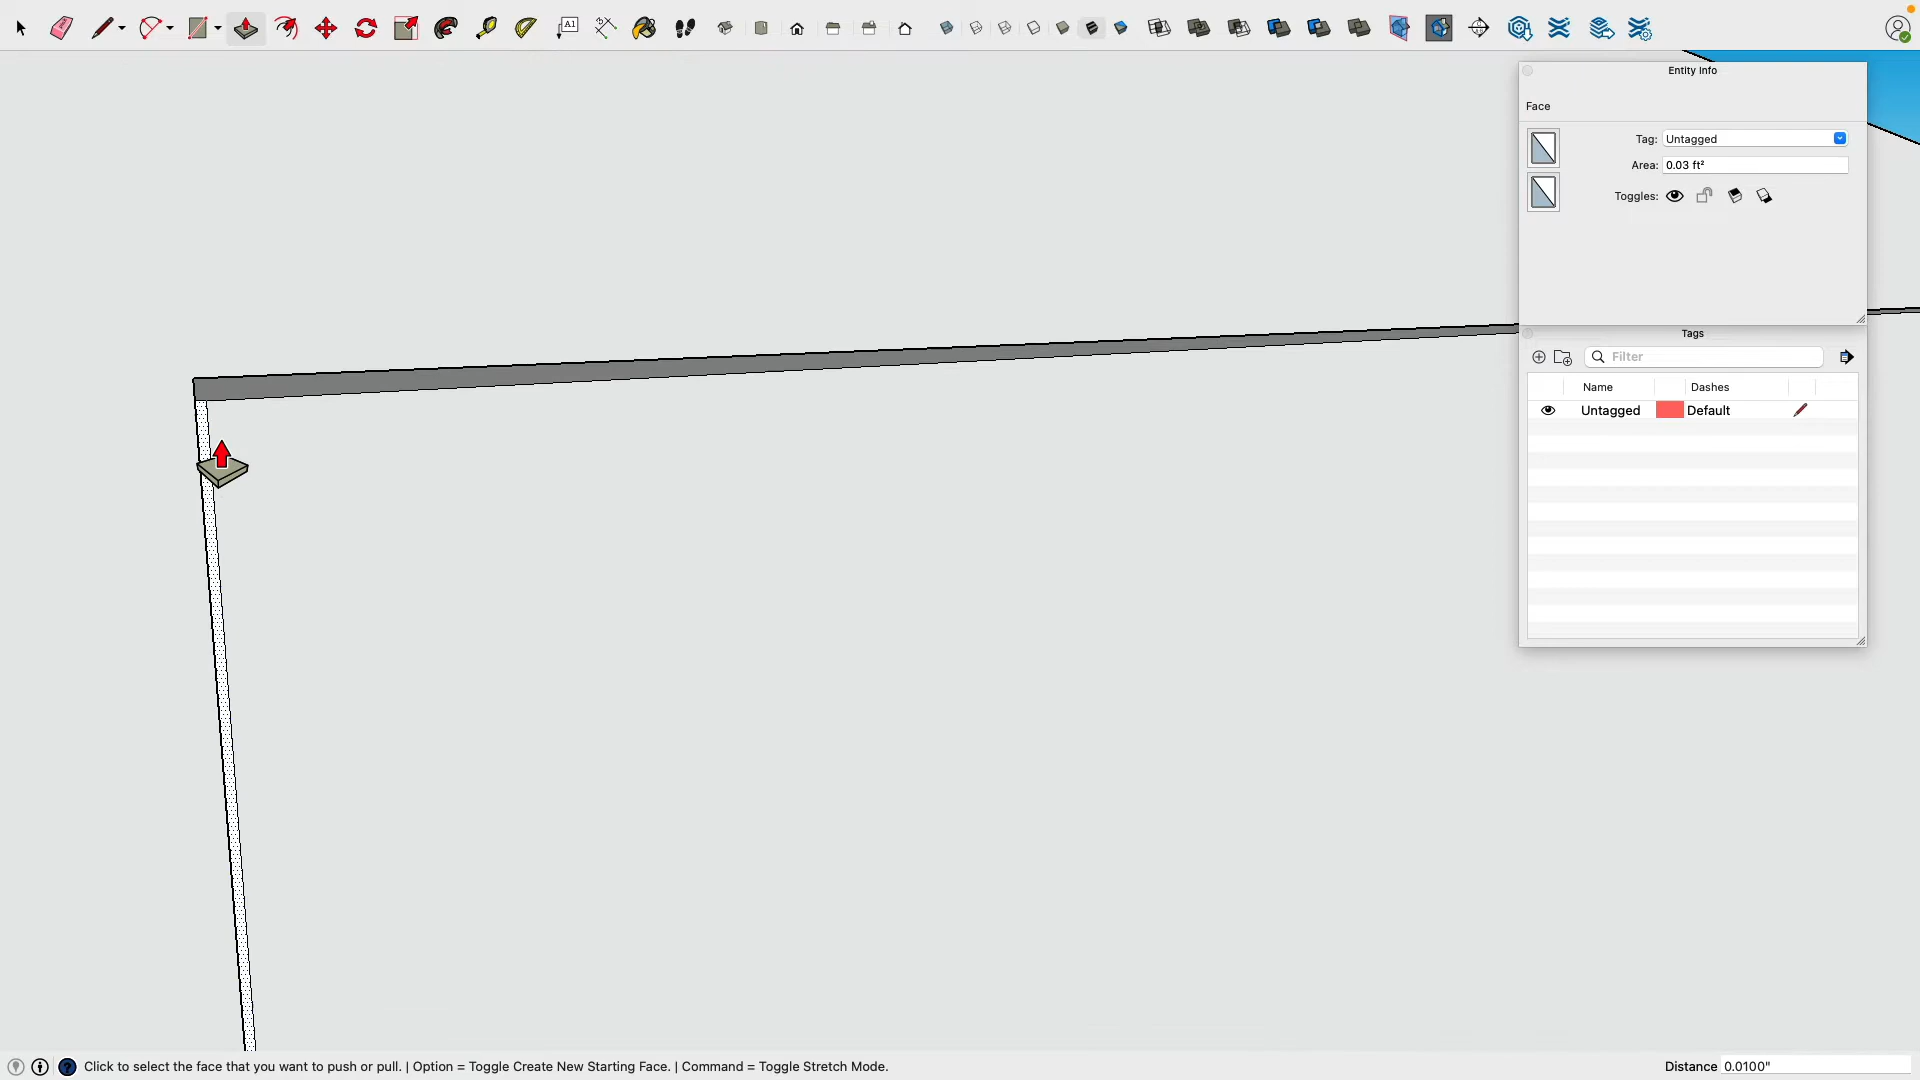 A1
Entity Info
Face
Tag: Untagged
Area: 0.03 ft²
Toggles:
Tags
Filter
Name Dashes
Untagged Default
Click to select the face that you want to push or pull. | Option = Toggle Create New Starting Face. | Command = Toggle Stretch Mode.
Distance 0.0100"